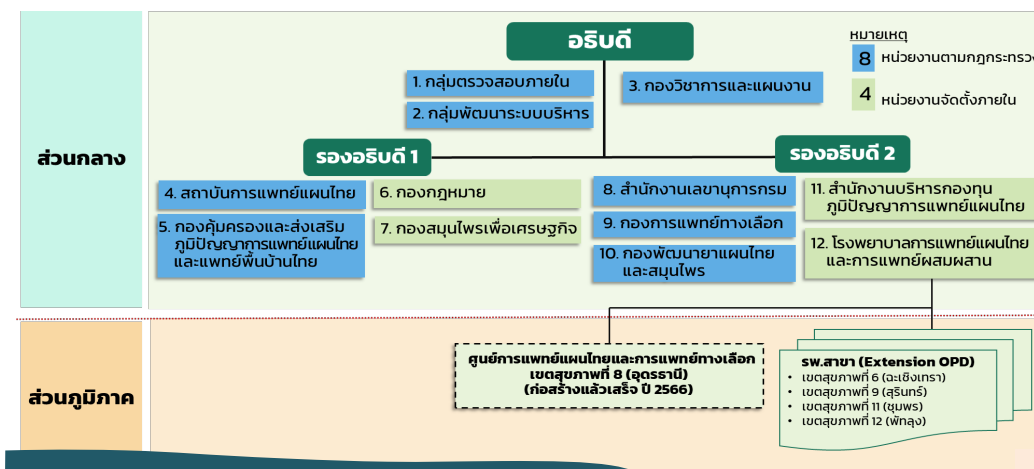 อธิบดี
หมายเหตุ
8 หน่วยงานตามกฎกระทรวง
4 หน่วยงานจัดตั้งภายใน
1. กลุ่มตรวจสอบภายใน
2. กลุ่มพัฒนาระบบบริหาร
3. กองวิชาการและแผนงาน
ส่วนกลาง
รองอธิบดี 1
รองอธิบดี 2
4. สถาบันการแพทย์แผนไทย
5. กองคุ้มครองและส่งเสริม
ภูมิปัญญาการแพทย์แผนไทย
และแพทย์พื้นบ้านไทย
6. กองกฎหมาย
7. กองสมุนไพรเพื่อเศรษฐกิจ
8. สำนักงานเลขานุการกรม
9. กองการแพทย์ทางเลือก
10. กองพัฒนายาแผนไทย
และสมุนไพร
11. สำนักงานบริหารกองทุน
ภูมิปัญญาการแพทย์แผนไทย
12. โรงพยาบาลการแพทย์แผนไทย
และการแพทย์ผสมผสาน
ส่วนภูมิภาค
ศูนย์การแพทย์แผนไทยและการแพทย์ทางเลือก
เขตสุขภาพที่ 8 (อุดรธานี)
(ก่อสร้างแล้วเสร็จ ปี 2566)
รพ.สาขา (Extension OPD)
• เขตสุขภาพที่ 6 (ฉะเชิงเทรา)
• เขตสุขภาพที่ 9 (สุรินทร์)
• เขตสุขภาพที่ 11 (ชุมพร)
• เขตสุขภาพที่ 12 (พัทลุง)